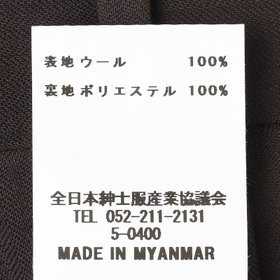 表地ウール 100%
裏地ポリエステル 100%
全日本紳士服産業協議会
TEL 052-211-2131
5-0400
MADE IN MYANMAR